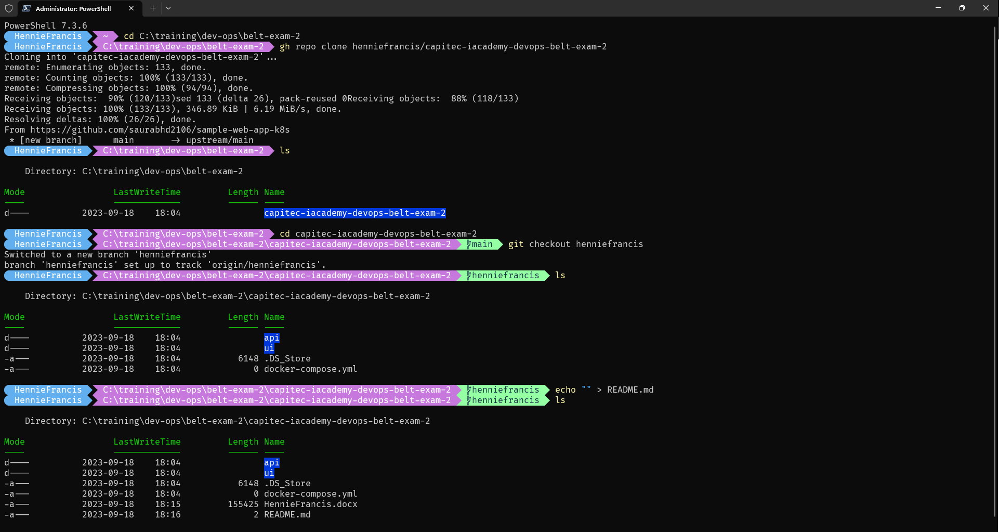 Administrator: PowerShell
PowerShell 7.3.6
HennieFrancis ~ cd C:\training\dev-ops\belt-exam-2
HennieFrancis C:\training\dev-ops\belt-exam-2 gh repo clone henniefrancis/capitec-iacademy-devops-belt-exam-2
Cloning into 'capitec-iacademy-devops-belt-exam-2'...
remote: Enumerating objects: 133, done.
remote: Counting objects: 100% (133/133), done.
remote: Compressing objects: 100% (94/94), done.
Receiving objects:  90% (120/133)sed 133 (delta 26), pack-reused 0Receiving objects:  88% (118/133)
Receiving objects: 100% (133/133), 346.89 KiB | 6.19 MiB/s, done.
Resolving deltas: 100% (26/26), done.
From https://github.com/saurabhd2106/sample-web-app-k8s
 * [new branch]      main       -> upstream/main
HennieFrancis C:\training\dev-ops\belt-exam-2 ls
Directory: C:\training\dev-ops\belt-exam-2
Mode LastWriteTime Length Name
---- ------------- ------ ----
d---- 2023-09-18 18:04 capitec-iacademy-devops-belt-exam-2
HennieFrancis C:\training\dev-ops\belt-exam-2 cd capitec-iacademy-devops-belt-exam-2
HennieFrancis C:\training\dev-ops\belt-exam-2\capitec-iacademy-devops-belt-exam-2 main git checkout henniefrancis
Switched to a new branch 'henniefrancis'
branch 'henniefrancis' set up to track 'origin/henniefrancis'.
HennieFrancis C:\training\dev-ops\belt-exam-2\capitec-iacademy-devops-belt-exam-2 henniefrancis ls
Directory: C:\training\dev-ops\belt-exam-2\capitec-iacademy-devops-belt-exam-2
Mode LastWriteTime Length Name
---- ------------- ------ ----
d---- 2023-09-18 18:04 api
d---- 2023-09-18 18:04 ui
-a--- 2023-09-18 18:04 6148 .DS_Store
-a--- 2023-09-18 18:04 0 docker-compose.yml
HennieFrancis C:\training\dev-ops\belt-exam-2\capitec-iacademy-devops-belt-exam-2 henniefrancis echo "" > README.md
HennieFrancis C:\training\dev-ops\belt-exam-2\capitec-iacademy-devops-belt-exam-2 henniefrancis ls
Directory: C:\training\dev-ops\belt-exam-2\capitec-iacademy-devops-belt-exam-2
Mode LastWriteTime Length Name
---- ------------- ------ ----
d---- 2023-09-18 18:04 api
d---- 2023-09-18 18:04 ui
-a--- 2023-09-18 18:04 6148 .DS_Store
-a--- 2023-09-18 18:04 0 docker-compose.yml
-a--- 2023-09-18 18:15 155425 HennieFrancis.docx
-a--- 2023-09-18 18:16 2 README.md